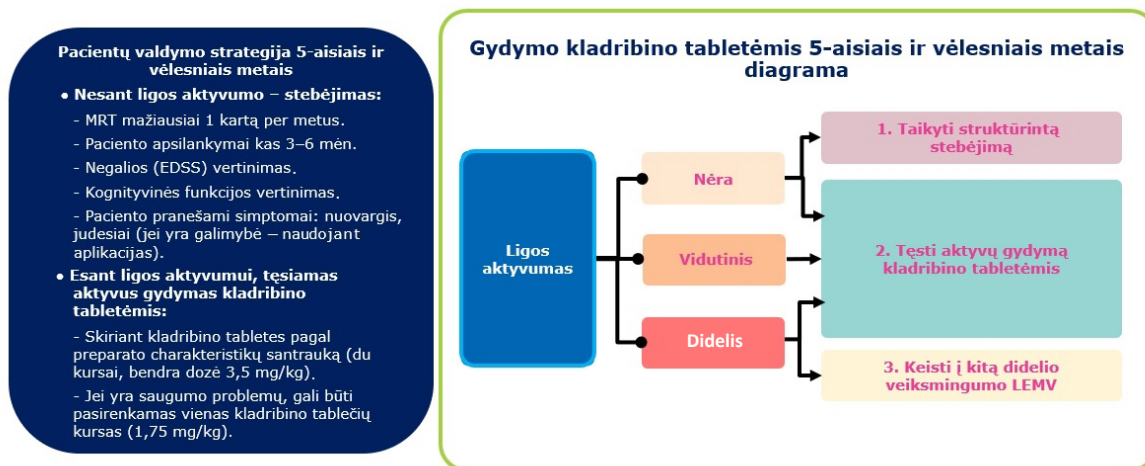 Pacientų valdymo strategija 5-aisiais ir
vėlesniais metais
● Nesant ligos aktyvumo – stebėjimas:
- MRT mažiausiai 1 kartą per metus.
- Paciento apsilankymai kas 3–6 mėn.
- Negalios (EDSS) vertinimas.
- Kognityvinės funkcijos vertinimas.
- Paciento pranešami simptomai: nuovargis,
judesiai (jei yra galimybė – naudojant
aplikacijas).
● Esant ligos aktyvumui, tęsiamas
aktyvus gydymas kladribino
tabletėmis:
- Skiriant kladribino tabletes pagal
preparato charakteristikų santrauką (du
kursai, bendra dozė 3,5 mg/kg).
- Jei yra saugumo problemų, gali būti
pasirenkamas vienas kladribino tablečių
kursas (1,75 mg/kg).
Gydymo kladribino tabletėmis 5-aisiais ir vėlesniais metais
diagrama
Ligos
aktyvumas
Nėra
Vidutinis
Didelis
1. Taikyti struktūrintą
stebėjimą
2. Tęsti aktyvų gydymą
kladribino tabletėmis
3. Keisti į kitą didelio
veiksmingumo LEMV